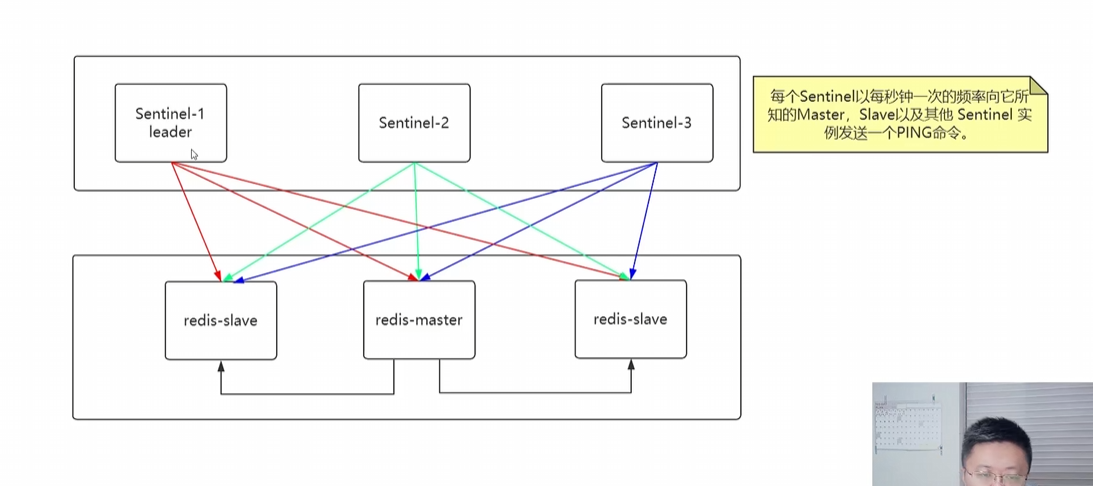 Sentinel-1
leader
Sentinel-2
Sentinel-3
每个Sentinel以每秒钟一次的频率向它所
知的Master，Slave以及其他 Sentinel 实
例发送一个PING命令。
redis-slave
redis-master
redis-slave